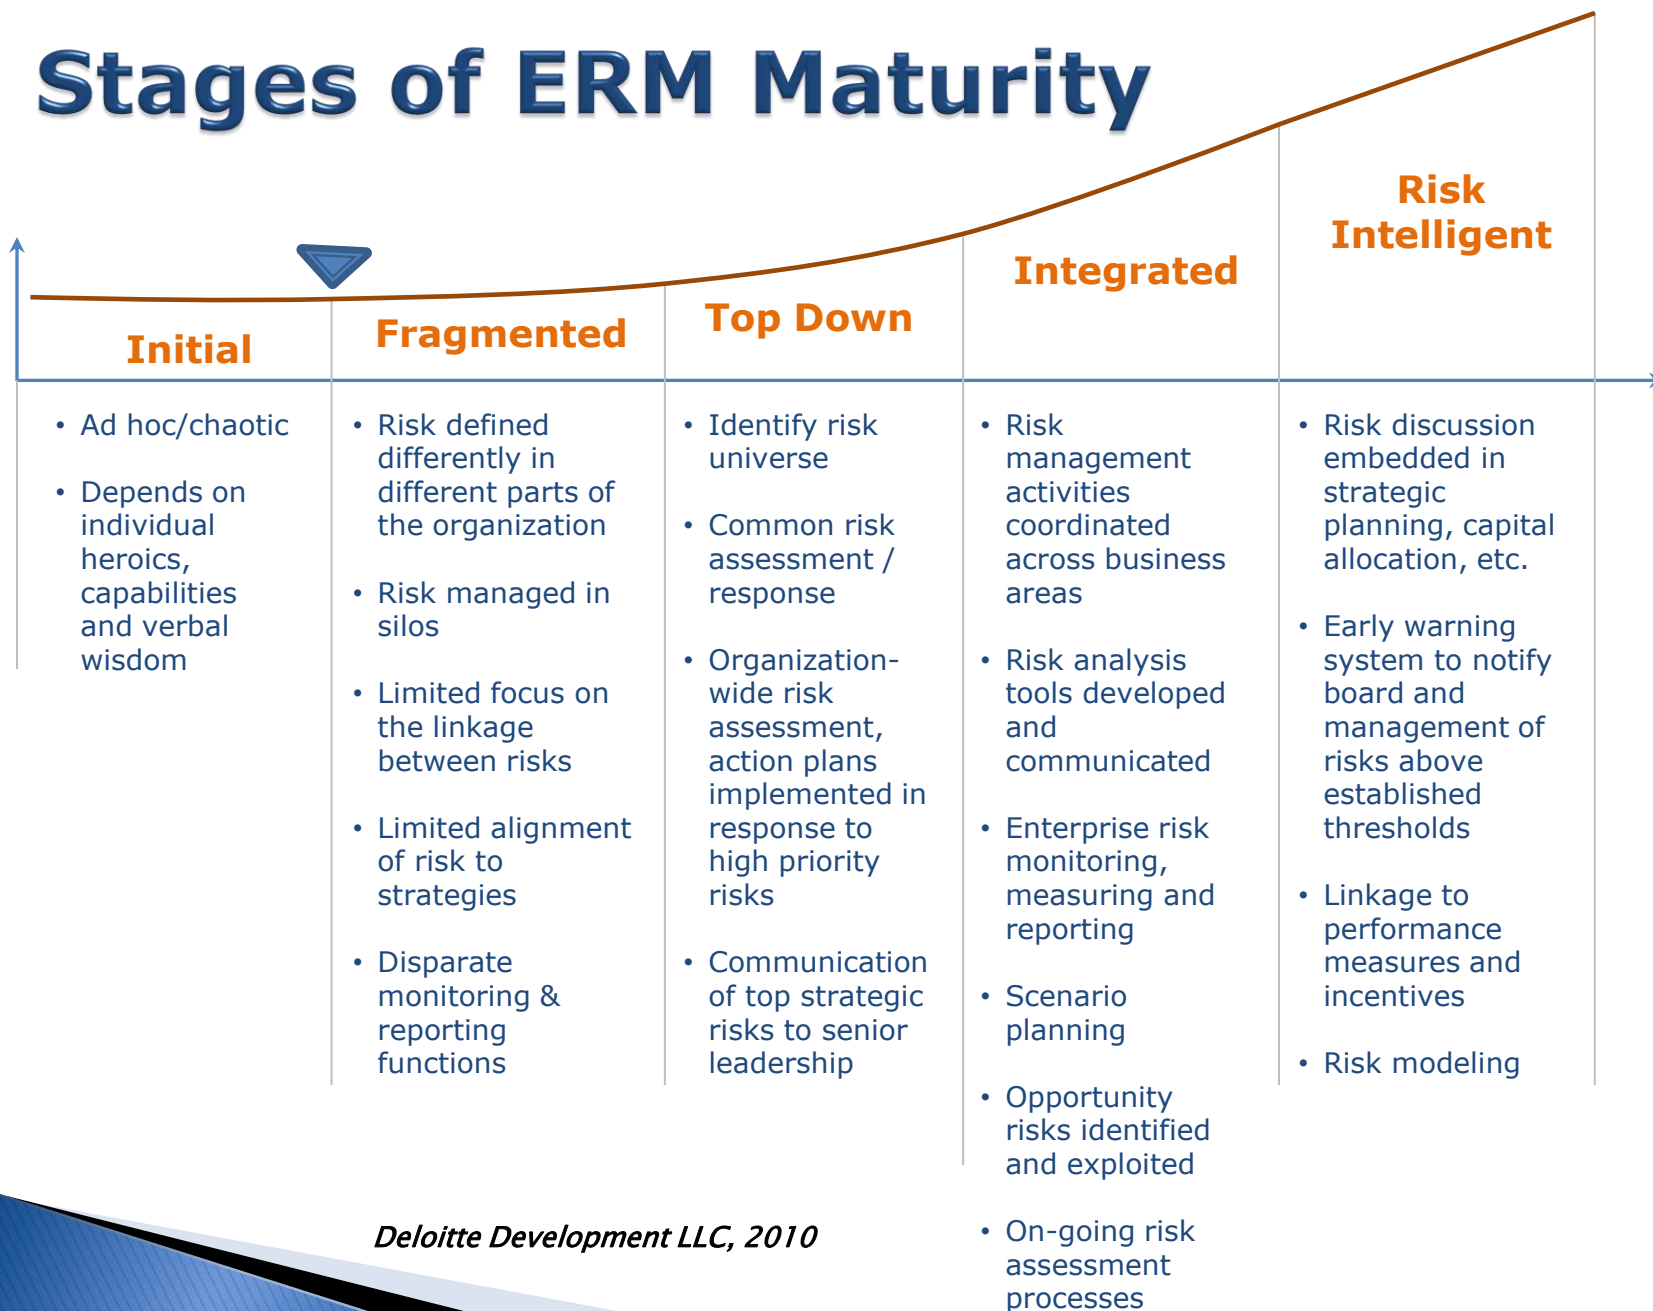 Stages of ERM Maturity
Initial
• Ad hoc/chaotic
• Depends on
individual
heroics,
capabilities
and verbal
wisdom
Fragmented
• Risk defined
differently in
different parts of
the organization
• Risk managed in
silos
• Limited focus on
the linkage
between risks
• Limited alignment
of risk to
strategies
• Disparate
monitoring &
reporting
functions
Top Down
• Identify risk
universe
• Common risk
assessment /
response
• Organization-
wide risk
assessment,
action plans
implemented in
response to
high priority
risks
• Communication
of top strategic
risks to senior
leadership
Integrated
• Risk
management
activities
coordinated
across business
areas
• Risk analysis
tools developed
and
communicated
• Enterprise risk
monitoring,
measuring and
reporting
• Scenario
planning
• Opportunity
risks identified
and exploited
• On-going risk
assessment
processes
Risk
Intelligent
• Risk discussion
embedded in
strategic
planning, capital
allocation, etc.
• Early warning
system to notify
board and
management of
risks above
established
thresholds
• Linkage to
performance
measures and
incentives
• Risk modeling
Deloitte Development LLC, 2010